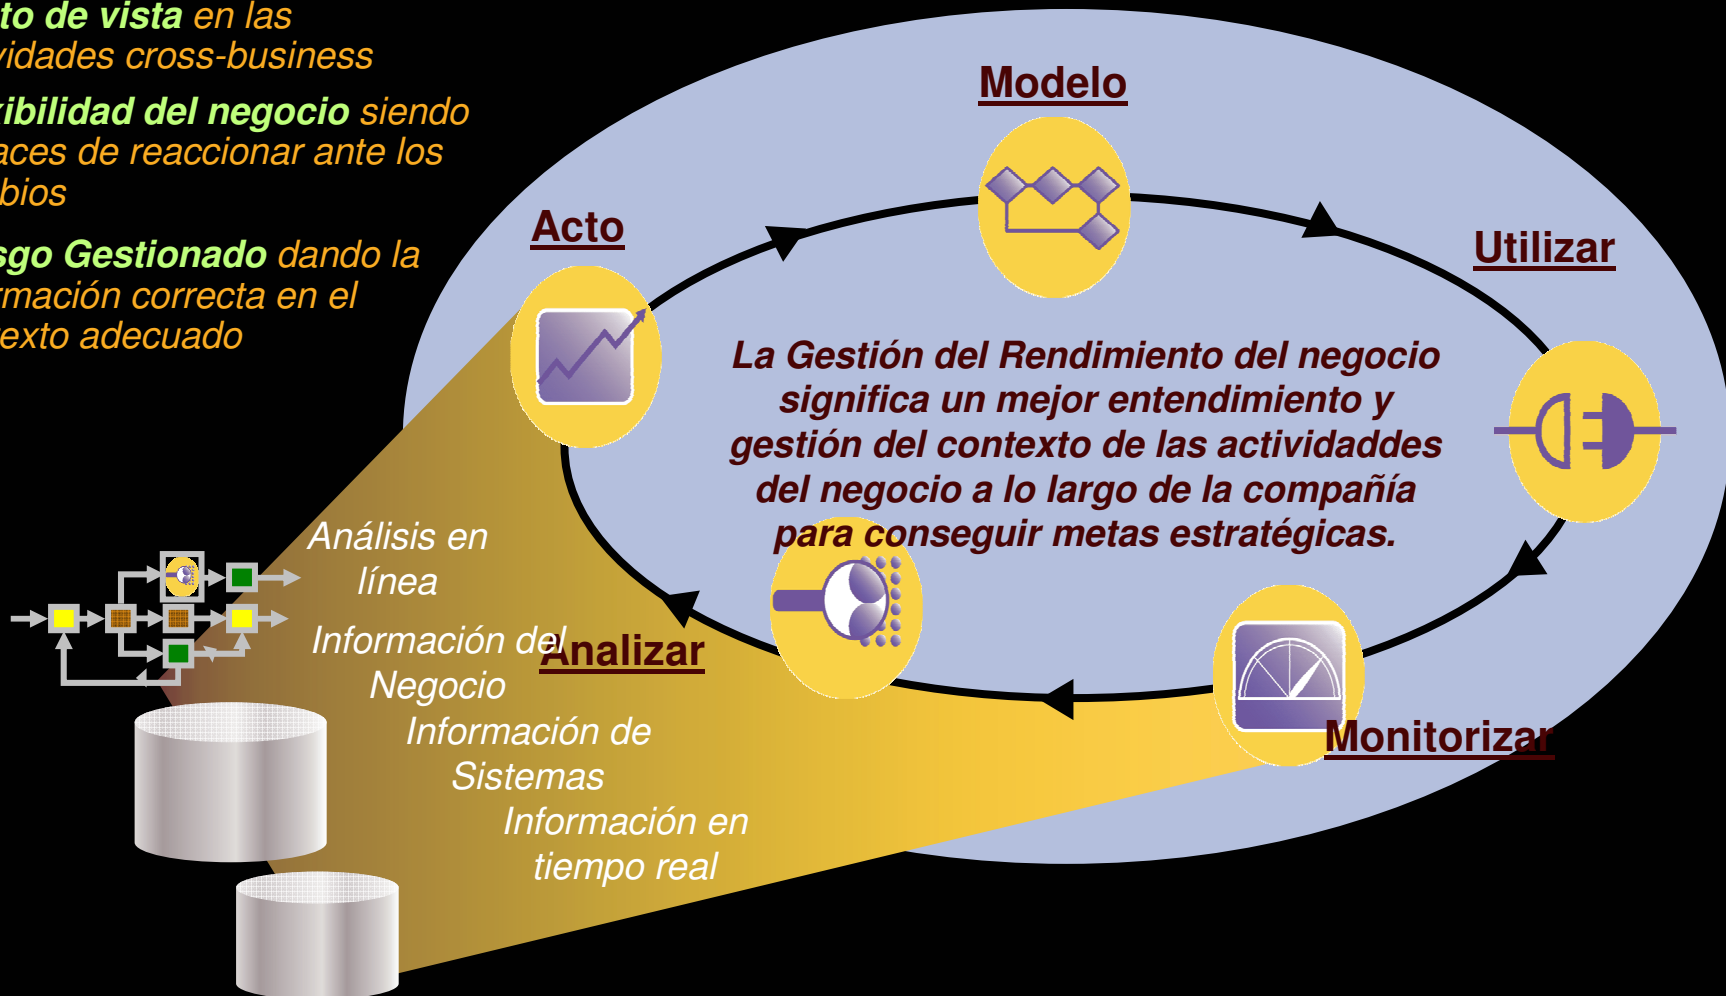 to de vista en las
vidades cross-business
xibilidad del negocio siendo
aces de reaccionar ante los
bios
sgo Gestionado dando la
rmación correcta en el
texto adecuado
Modelo
Acto
Utilizar
La Gestión del Rendimiento del negocio
significa un mejor entendimiento y
gestión del contexto de las actividaddes
del negocio a lo largo de la compañía
para conseguir metas estratégicas.
Análisis en
línea
Información del
Negocio
Analizar
Información de
Sistemas
Monitorizar
Información en
tiempo real